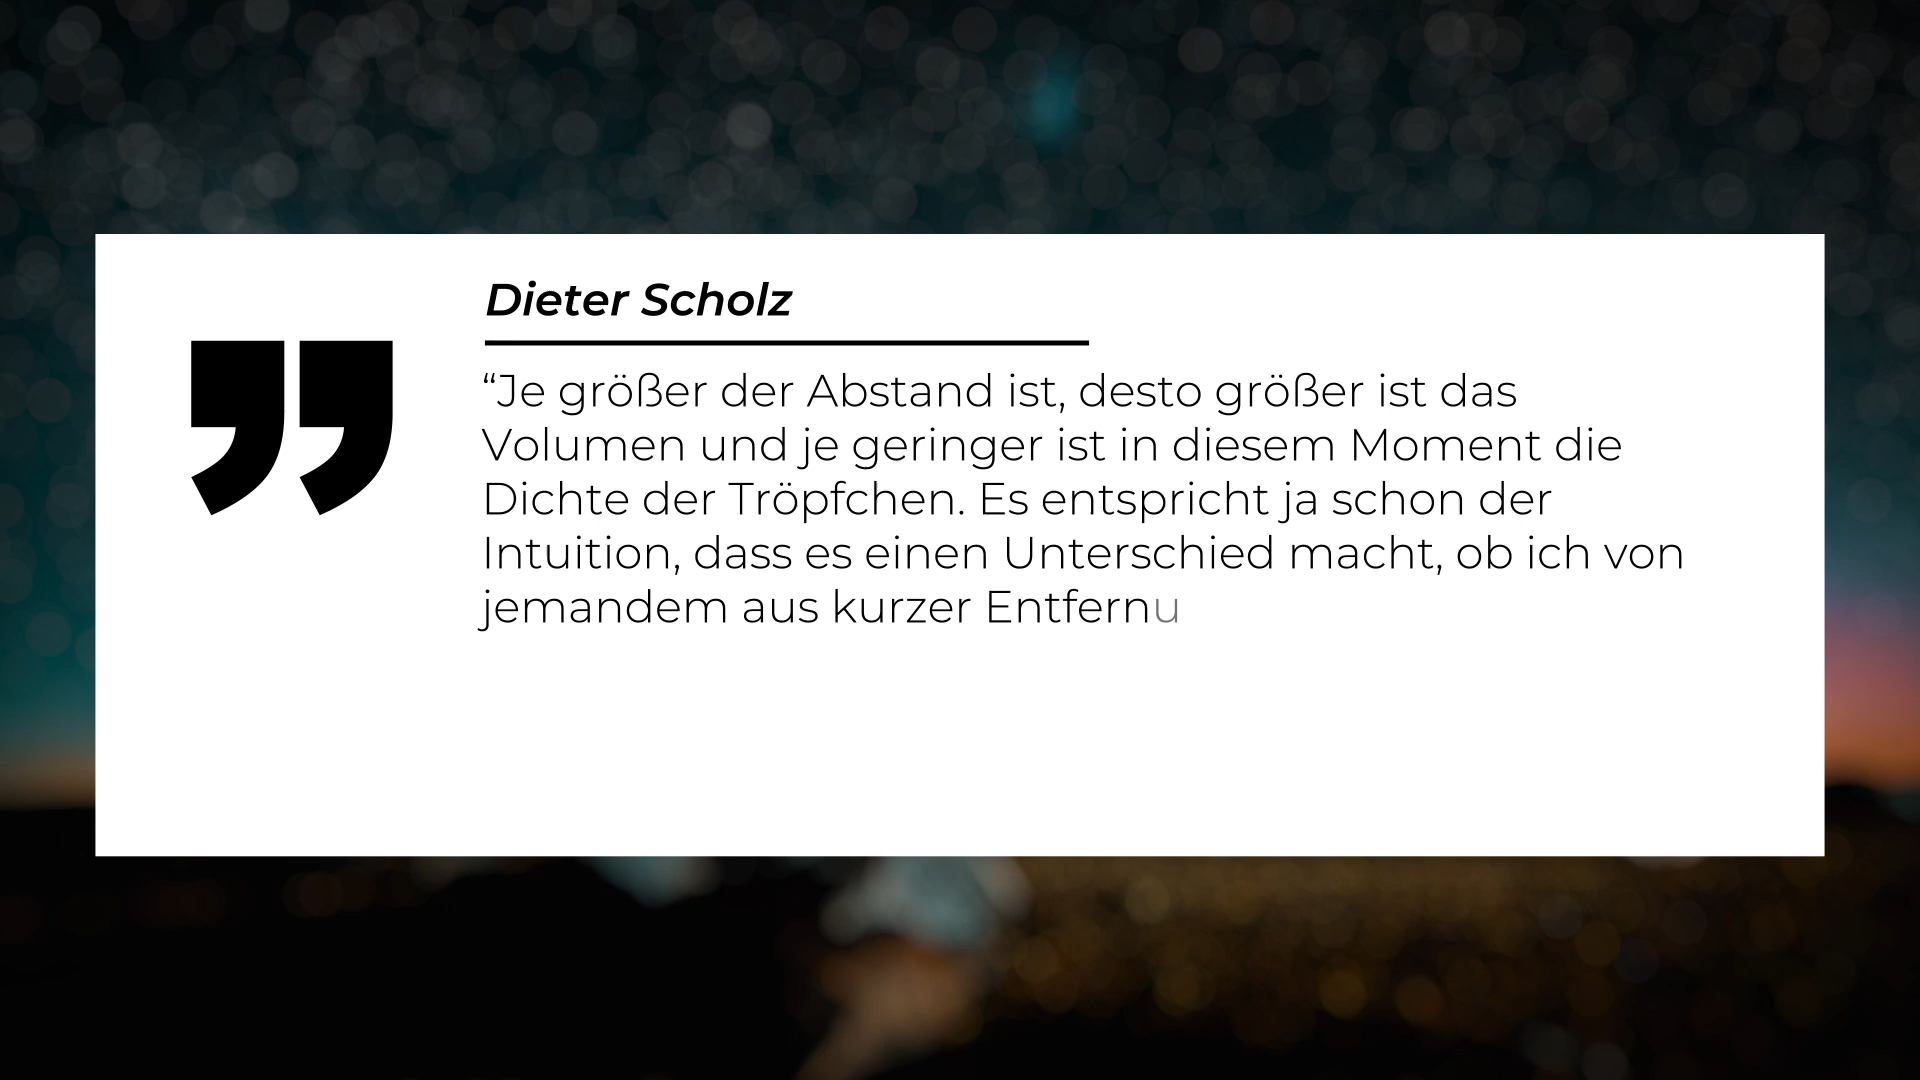 Dieter Scholz
“Je größer der Abstand ist, desto größer ist das
Volumen und je geringer ist in diesem Moment die
Dichte der Tröpfchen. Es entspricht ja schon der
Intuition, dass es einen Unterschied macht, ob ich von
jemandem aus kurzer Entfernu